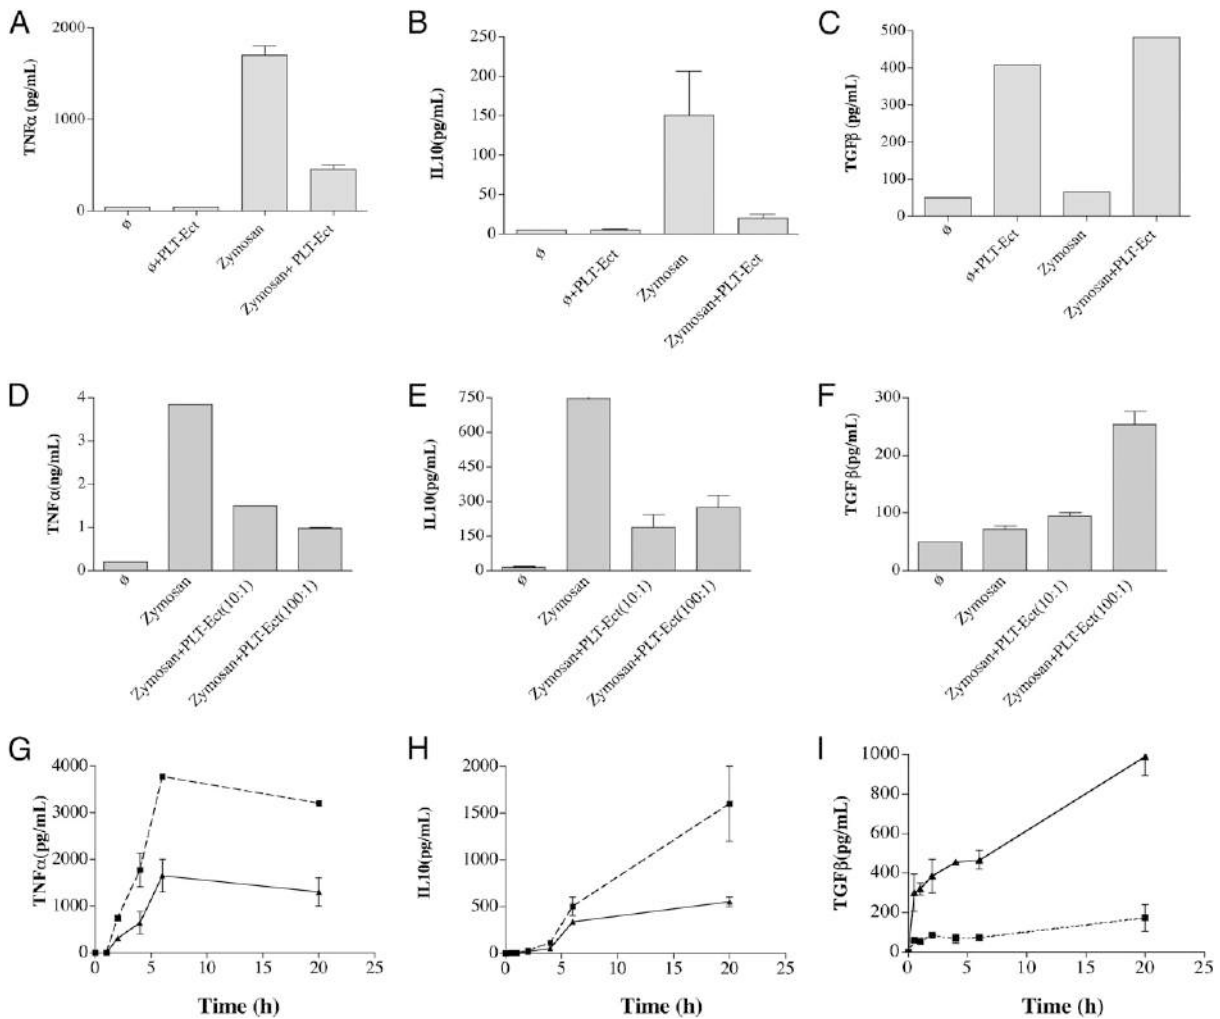 A
TNFα (pg/mL)
2000
1000
0
ø
ø+PLT-Ect
Zymosan
Zymosan+ PLT-Ect
B
IL10(pg/mL)
250
200
150
100
50
0
ø
ø+PLT-Ect
Zymosan
Zymosan+PLT-Ect
C
TGFβ (pg/mL)
500
400
300
200
100
0
ø
ø+PLT-Ect
Zymosan
Zymosan+PLT-Ect
D
TNFα(ng/mL)
4
3
2
1
0
ø
Zymosan
Zymosan+PLT-Ect(10:1)
Zymosan+PLT-Ect(100:1)
E
IL10(pg/mL)
750
600
450
300
150
0
ø
Zymosan
Zymosan+PLT-Ect(10:1)
Zymosan+PLT-Ect(100:1)
F
TGF β(pg/mL)
300
200
100
0
ø
Zymosan
Zymosan+PLT-Ect(10:1)
Zymosan+PLT-Ect(100:1)
G
TNFα(pg/mL)
4000
3000
2000
1000
0
0 5 10 15 20 25
Time (h)
H
IL10(pg/mL)
2000
1500
1000
500
0
0 5 10 15 20 25
Time (h)
I
TGFβ(pg/mL)
1000
800
600
400
200
0
0 5 10 15 20 25
Time (h)